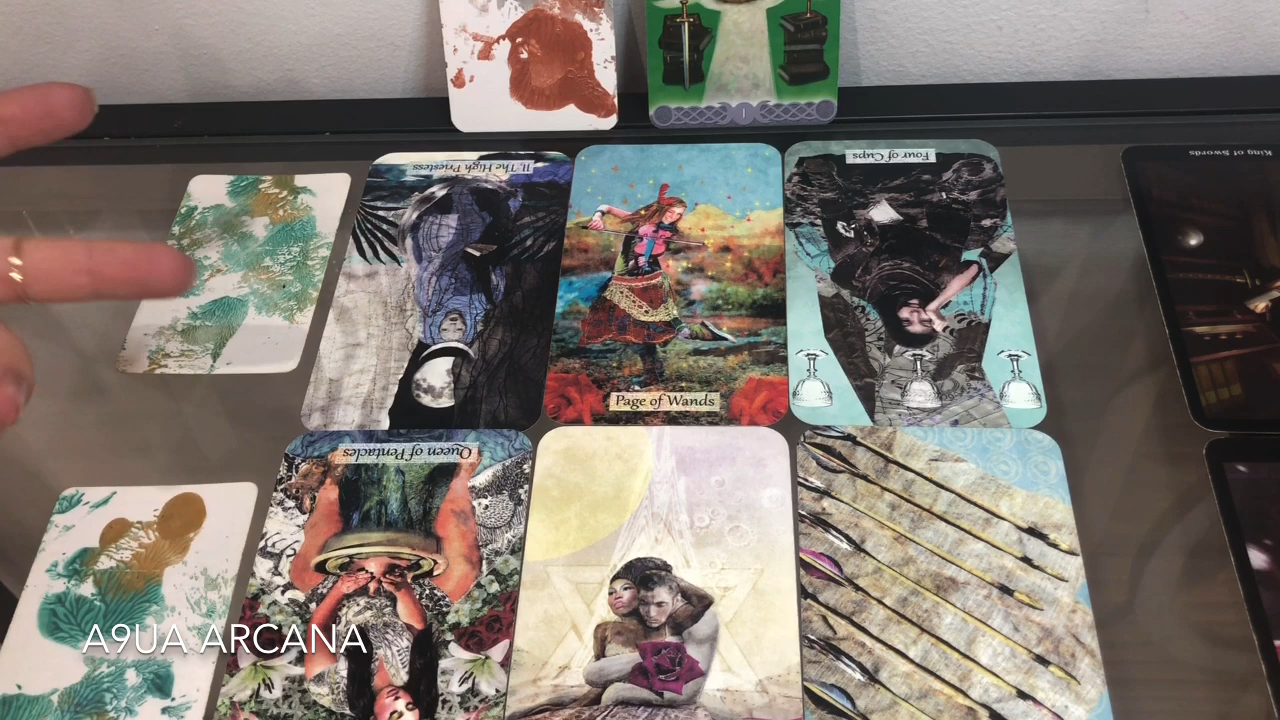 I
King of Swords
II. The High Priestess
Four of Cups
Page of Wands
Queen of Pentacles
A9UA ARCANA